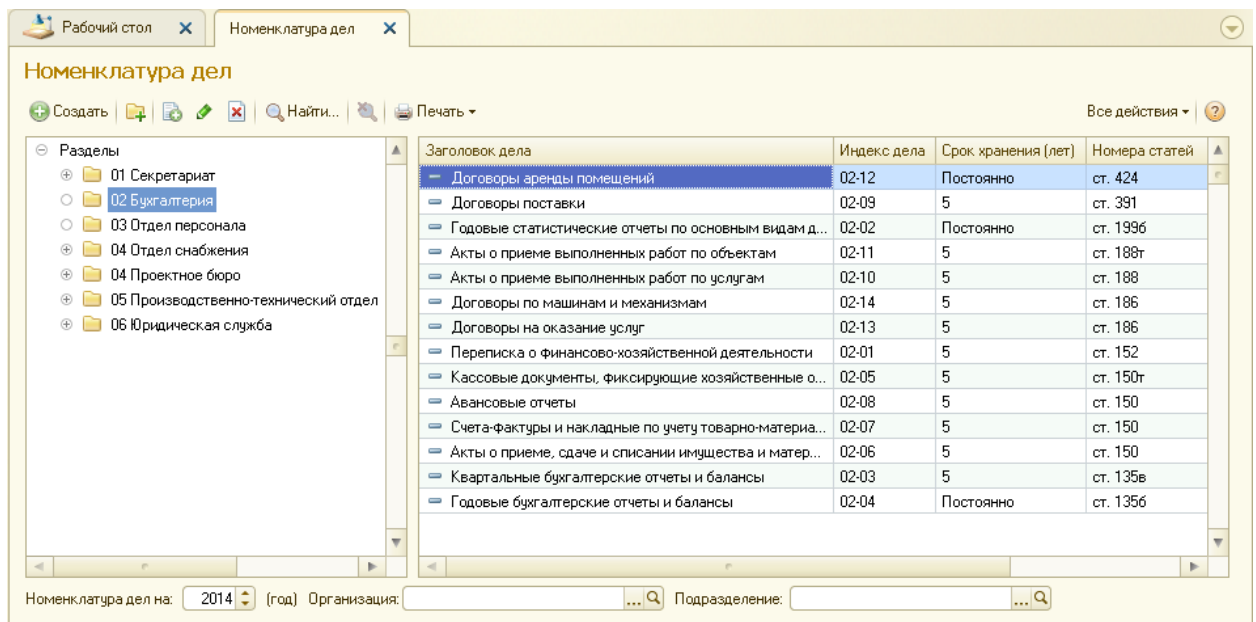 Рабочий стол
Номенклатура дел
Номенклатура дел
Создать Найти... Печать Все действия
Разделы
01 Секретариат
02 Бухгалтерия
03 Отдел персонала
04 Отдел снабжения
04 Проектное бюро
05 Производственно-технический отдел
06 Юридическая служба
Заголовок дела Индекс дела Срок хранения (лет) Номера статей
Договоры аренды помещений 02-12 Постоянно ст. 424
Договоры поставки 02-09 5 ст. 391
Годовые статистические отчеты по основным видам д... 02-02 Постоянно ст. 199б
Акты о приеме выполненных работ по объектам 02-11 5 ст. 188т
Акты о приеме выполненных работ по услугам 02-10 5 ст. 188
Договоры по машинам и механизмам 02-14 5 ст. 186
Договоры на оказание услуг 02-13 5 ст. 186
Переписка о финансово-хозяйственной деятельности 02-01 5 ст. 152
Кассовые документы, фиксирующие хозяйственные о... 02-05 5 ст. 150т
Авансовые отчеты 02-08 5 ст. 150
Счета-фактуры и накладные по учету товарно-материа... 02-07 5 ст. 150
Акты о приеме, сдаче и списании имущества и матер... 02-06 5 ст. 150
Квартальные бухгалтерские отчеты и балансы 02-03 5 ст. 135в
Годовые бухгалтерские отчеты и балансы 02-04 Постоянно ст. 135б
Номенклатура дел на: 2014 (год) Организация: ... Подразделение: ...